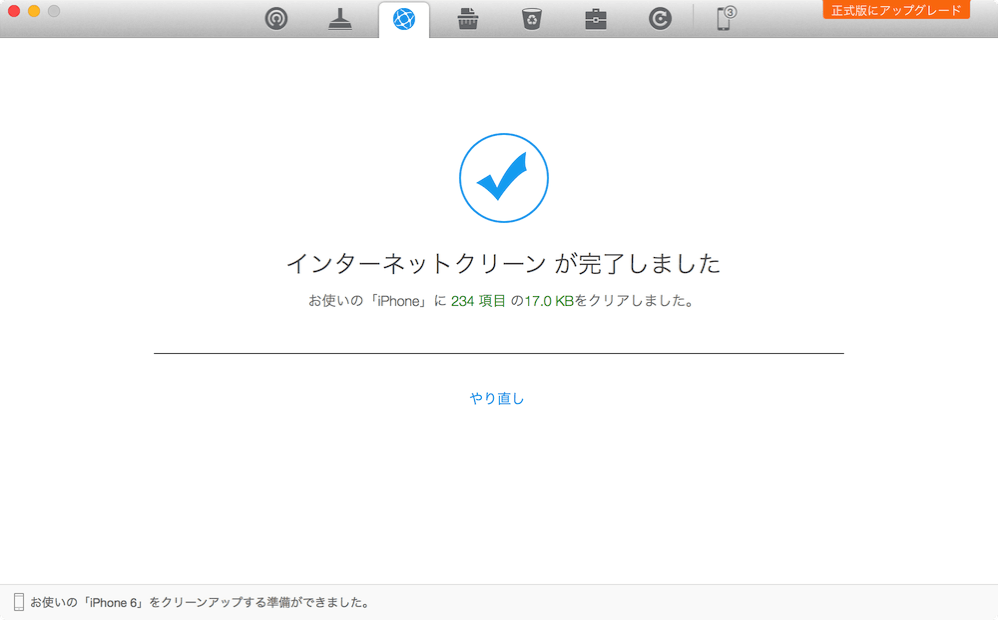 正式版にアップグレード
3
インターネットクリーン が完了しました
お使いの「iPhone」に 234 項目 の17.0 KBをクリアしました。
やり直し
お使いの「iPhone 6」をクリーンアップする準備ができました。